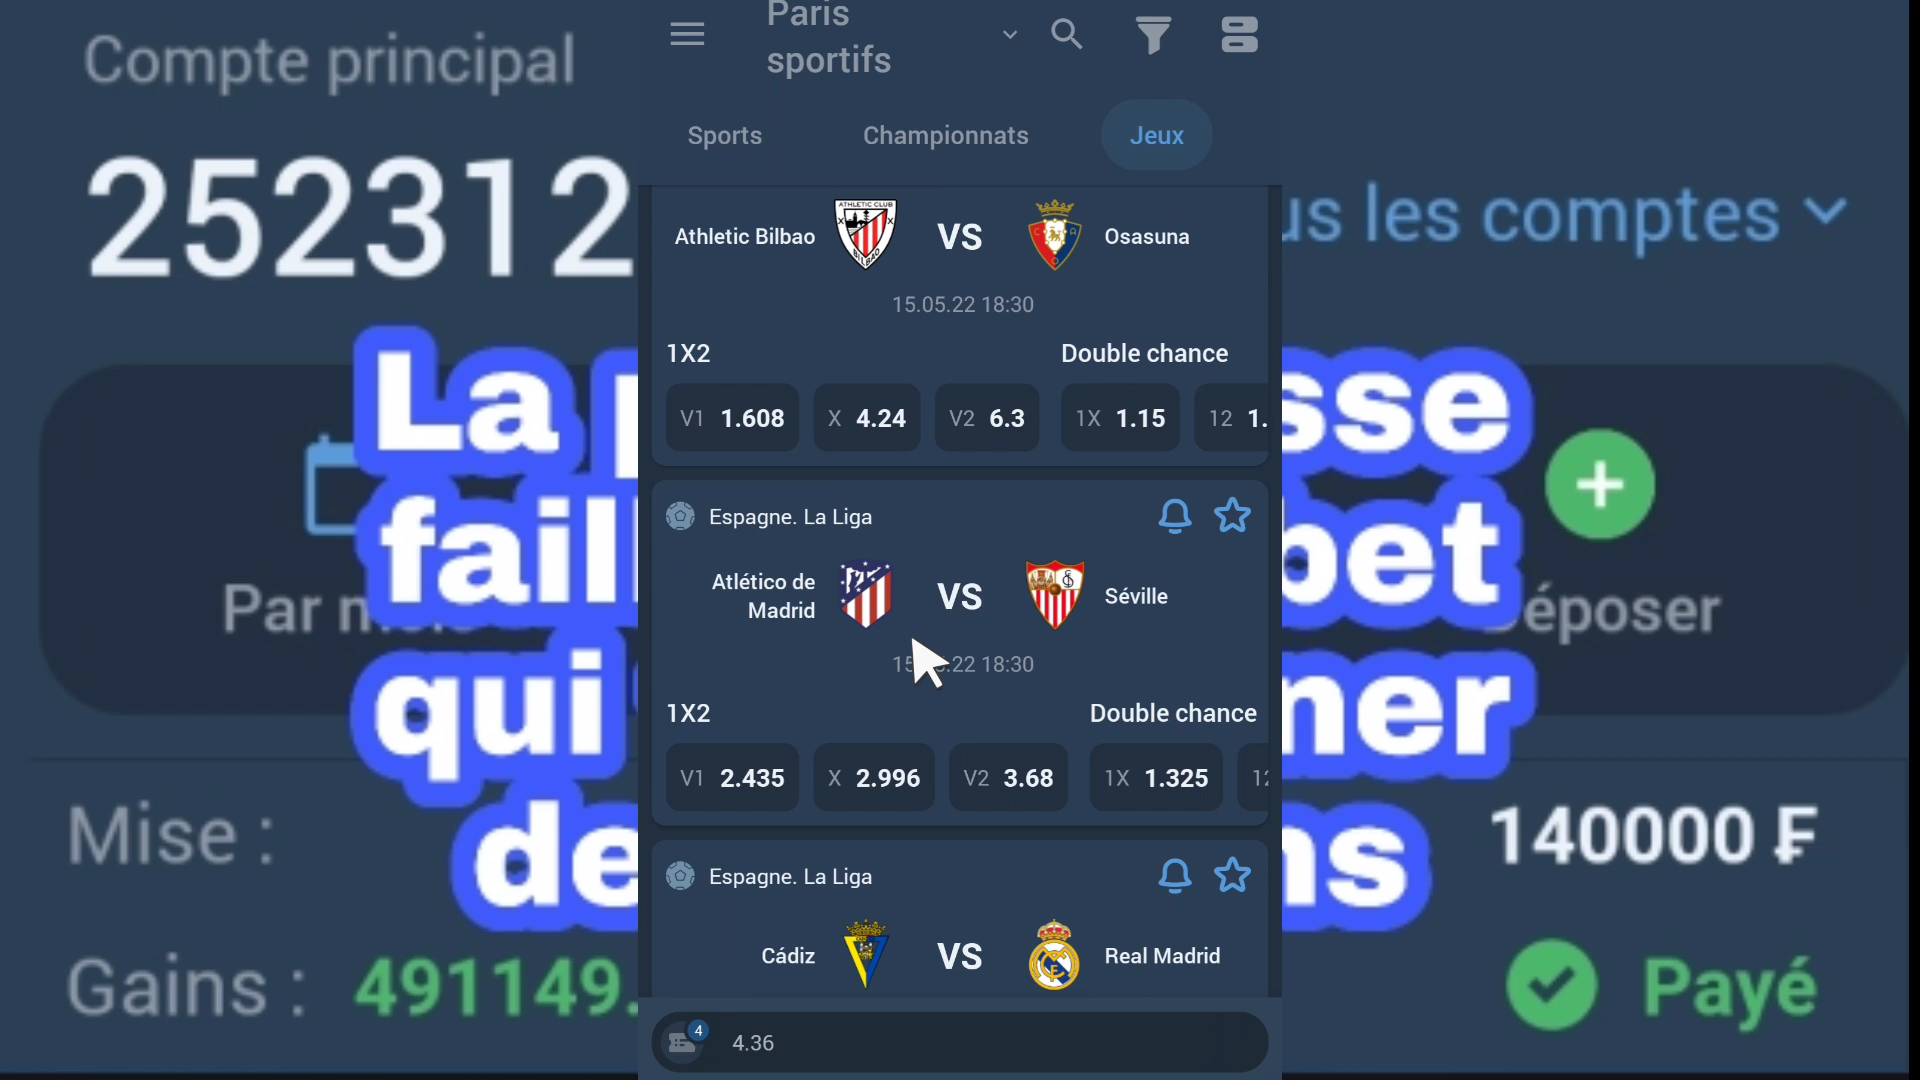 Compte principal
252312
us les comptes
La
sse
fail
bet
qui
ner
de
ns
Par
époser
Mise :
140000 ₣
Gains :
491149.
Payé
Paris
sportifs
Sports
Championnats
Jeux
Athletic Bilbao
VS
Osasuna
15.05.22 18:30
1X2
Double chance
V1 1.608
X 4.24
V2 6.3
1X 1.15
12 1.
Espagne. La Liga
Atlético de
Madrid
VS
Séville
.22 18:30
1X2
Double chance
V1 2.435
X 2.996
V2 3.68
1X 1.325
12
Espagne. La Liga
Cádiz
VS
Real Madrid
4
4.36